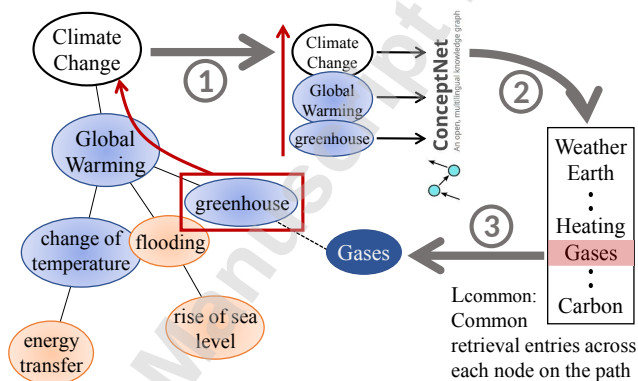 Climate
Change
1
Climate
Change
Global
Warming
greenhouse
ConceptNet
An open, multilingual knowledge graph
2
Global
Warming
greenhouse
change of
temperature
flooding
Gases
3
Weather
Earth
Heating
Gases
Carbon
energy
transfer
rise of sea
level
Lcommon:
Common
retrieval entries across
each node on the path
Manuscript